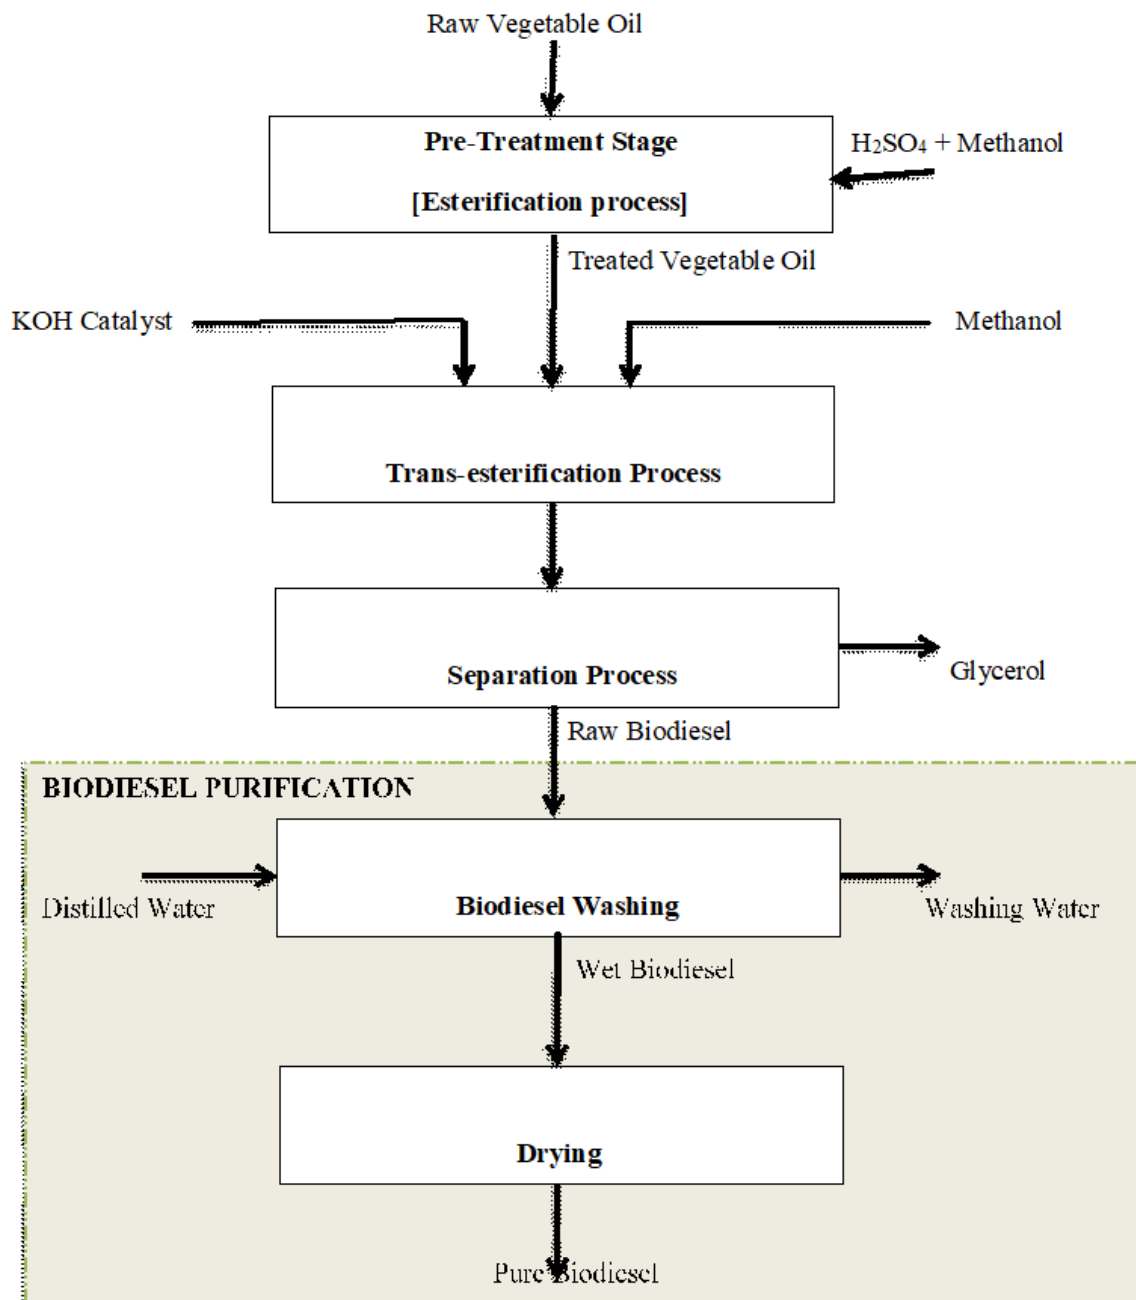 Raw Vegetable Oil
Pre-Treatment Stage
H₂SO₄ + Methanol
[Esterification process]
Treated Vegetable Oil
KOH Catalyst
Methanol
Trans-esterification Process
Separation Process
Glycerol
Raw Biodiesel
BIODIESEL PURIFICATION
Distilled Water
Biodiesel Washing
Washing Water
Wet Biodiesel
Drying
Pure Biodiesel